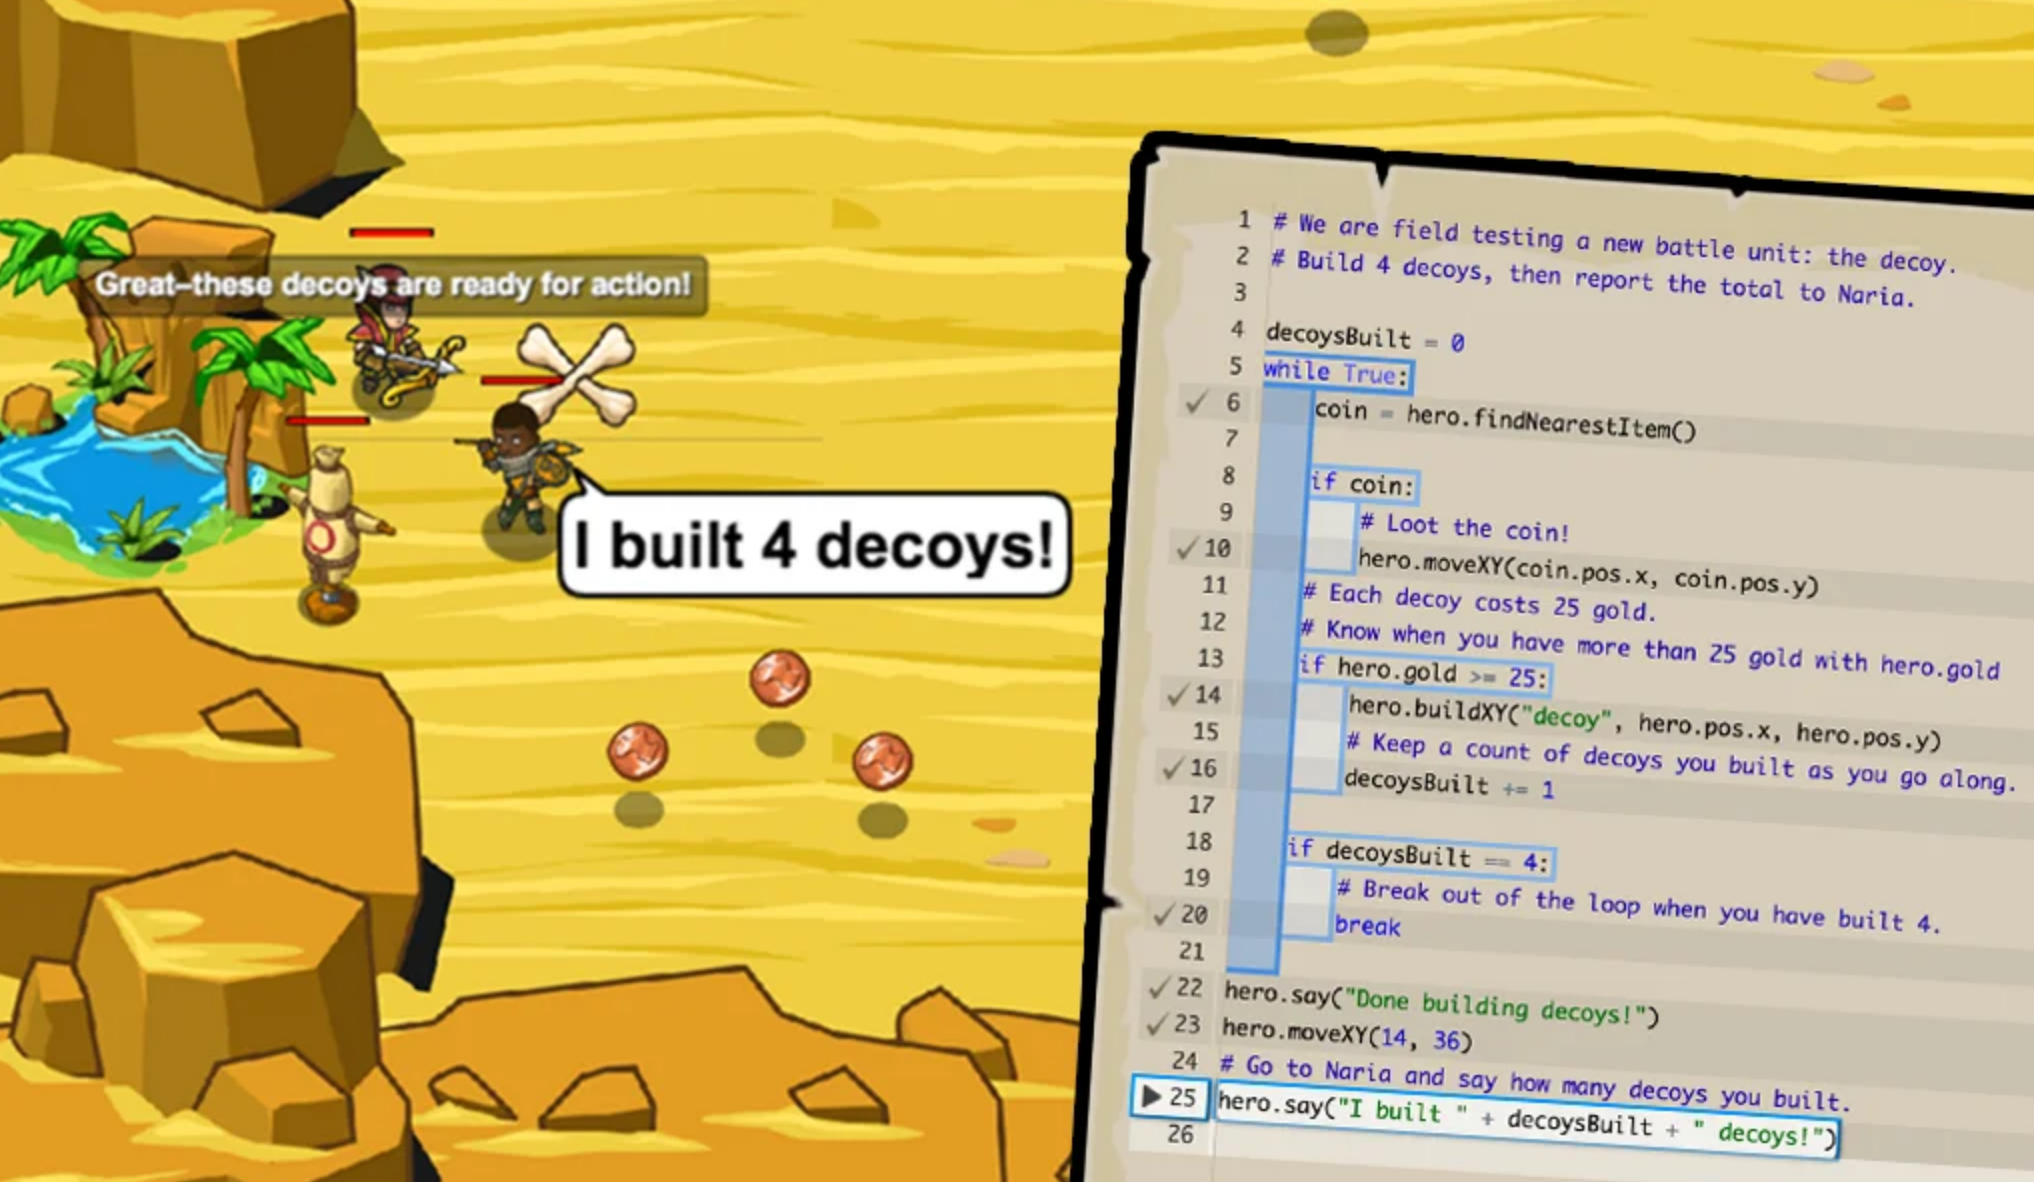 Great–these decoys are ready for action!
I built 4 decoys!
1 # We are field testing a new battle unit: the decoy.
2 # Build 4 decoys, then report the total to Naria.
3
4 decoysBuilt = 0
5 while True:
6 coin = hero.findNearestItem()
7
8 if coin:
9 # Loot the coin!
10 hero.moveXY(coin.pos.x, coin.pos.y)
11 # Each decoy costs 25 gold.
12 # Know when you have more than 25 gold with hero.gold
13 if hero.gold >= 25:
14 hero.buildXY("decoy", hero.pos.x, hero.pos.y)
15 # Keep a count of decoys you built as you go along.
16 decoysBuilt += 1
17
18 if decoysBuilt == 4:
19 # Break out of the loop when you have built 4.
20 break
21
22 hero.say("Done building decoys!")
23 hero.moveXY(14, 36)
24 # Go to Naria and say how many decoys you built.
25 hero.say("I built " + decoysBuilt + " decoys!")
26